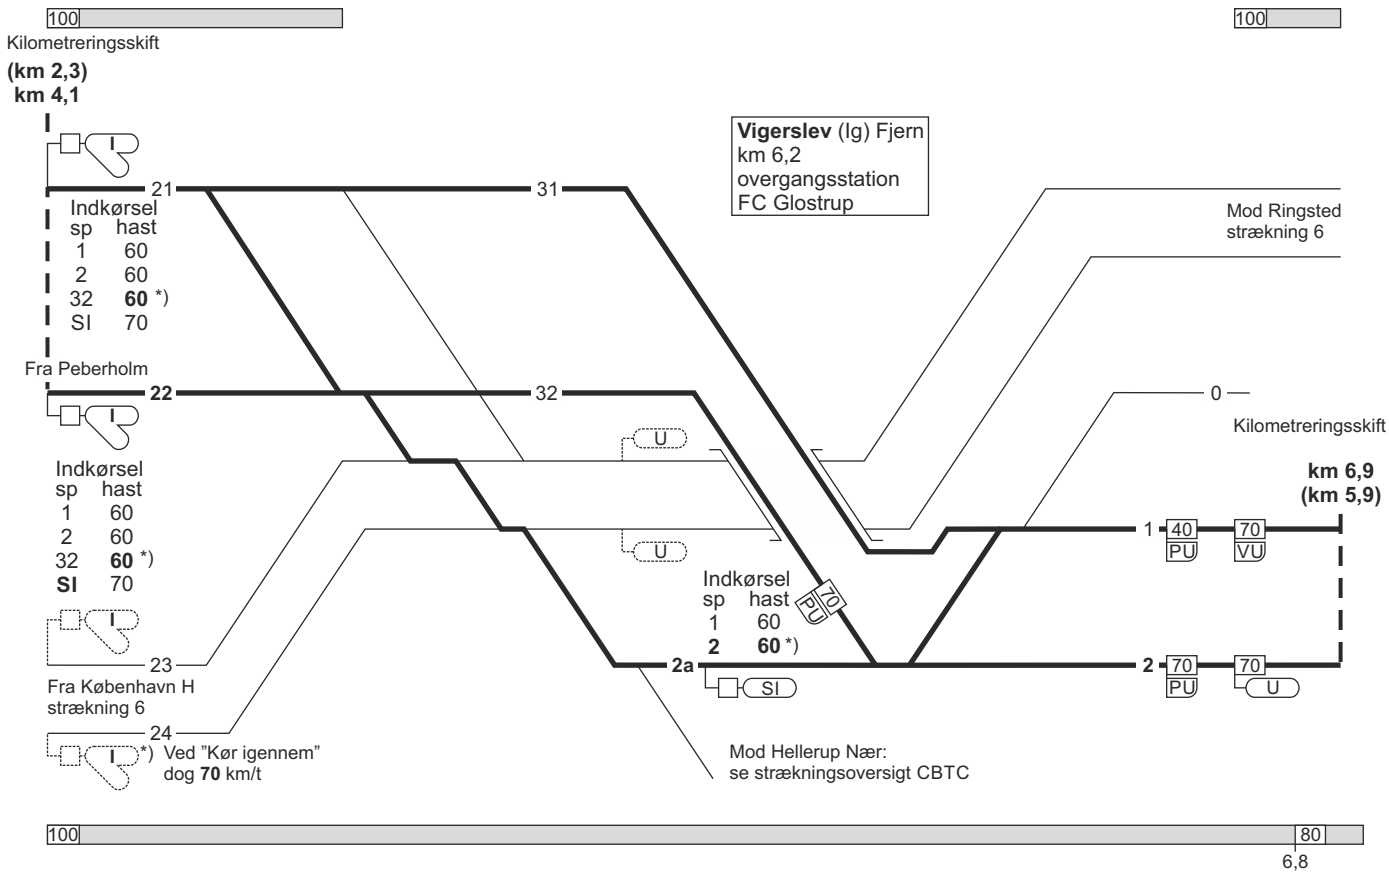 100
100
Kilometreringsskift
(km 2,3)
km 4,1
I
Vigerslev (Ig) Fjern
km 6,2
overgangsstation
FC Glostrup
21
31
Indkørsel
sp hast
1 60
2 60
32 60 *)
SI 70
Mod Ringsted
strækning 6
Fra Peberholm
22
32
0
I
U
Kilometreringsskift
Indkørsel
sp hast
1 60
2 60
32 60 *)
SI 70
km 6,9
(km 5,9)
1
40
PU
70
VU
U
Indkørsel
sp hast
1 60
2 60 *)
70
PU
I
23
2a
SI
2
70
PU
70
U
Fra København H
strækning 6
24
I
*) Ved "Kør igennem"
dog 70 km/t
Mod Hellerup Nær:
se strækningsoversigt CBTC
100
80
6,8